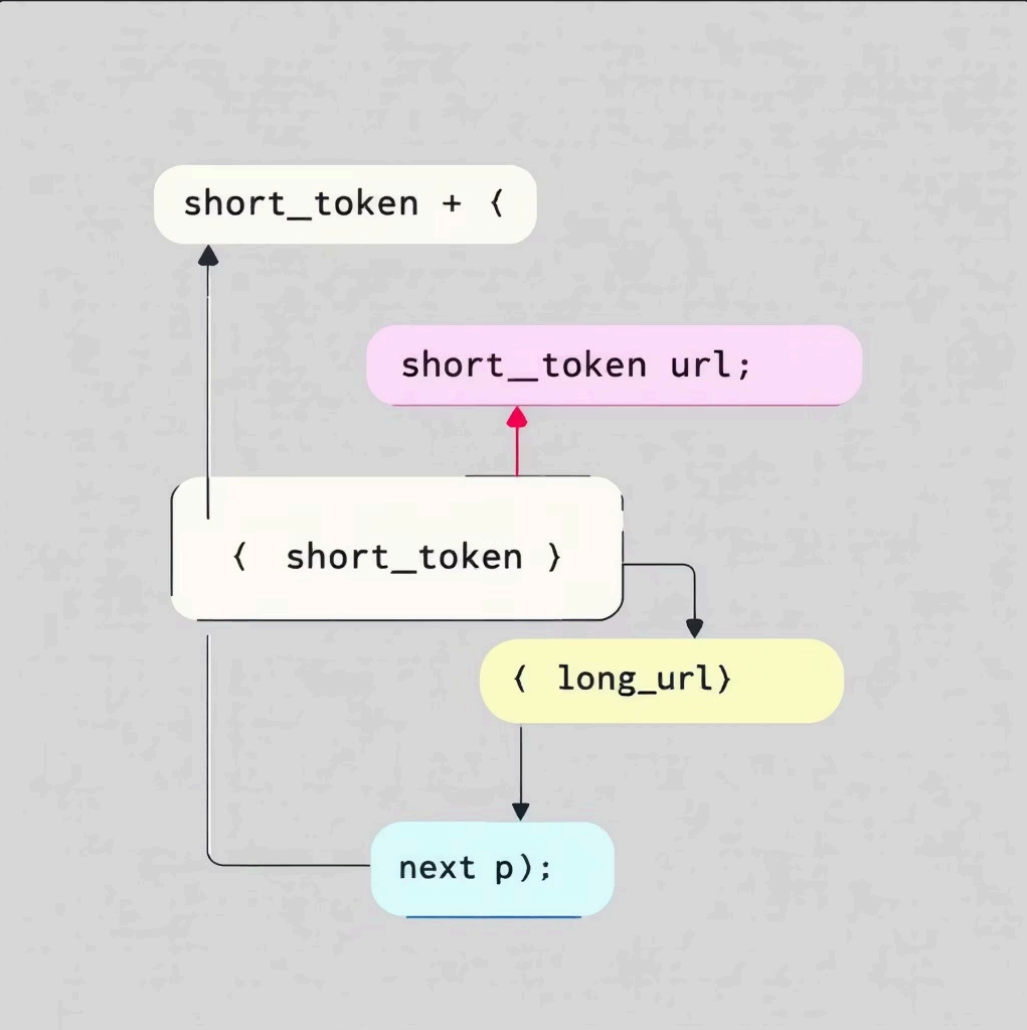 short_token + ⟨
short_token url;
⟨ short_token ⟩
⟨ long_url⟩
next p);